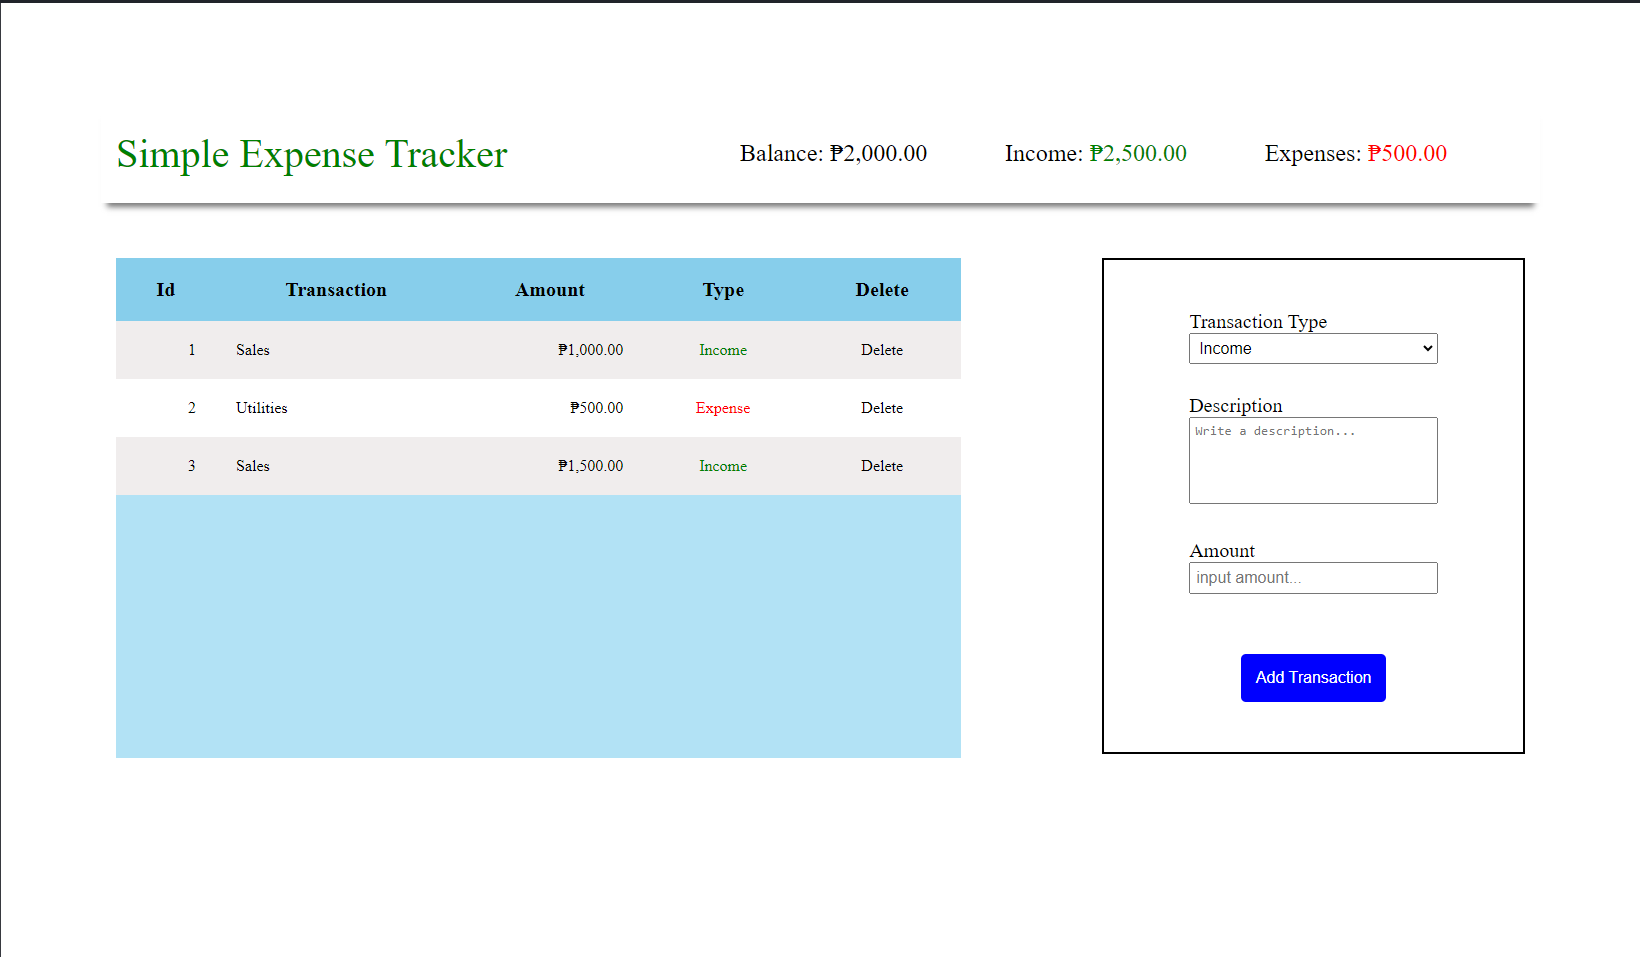 Simple Expense Tracker Balance: ₱2,000.00 Income: ₱2,500.00 Expenses: ₱500.00
Id Transaction Amount Type Delete
1 Sales ₱1,000.00 Income Delete
2 Utilities ₱500.00 Expense Delete
3 Sales ₱1,500.00 Income Delete
Transaction Type
Income
Description
Write a description...
Amount
input amount...
Add Transaction